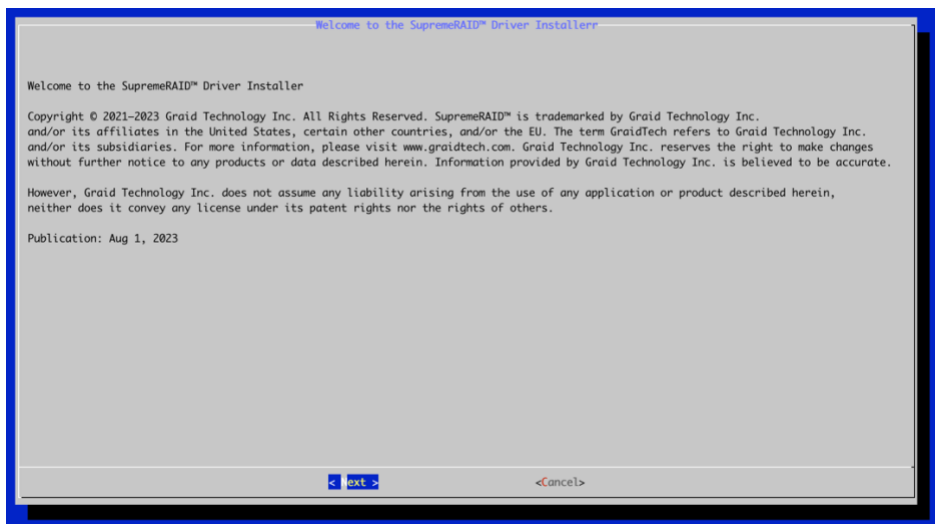 Welcome to the SupremeRAID™ Driver Installerr
Welcome to the SupremeRAID™ Driver Installer
Copyright © 2021–2023 Graid Technology Inc. All Rights Reserved. SupremeRAID™ is trademarked by Graid Technology Inc.
and/or its affiliates in the United States, certain other countries, and/or the EU. The term GraidTech refers to Graid Technology Inc.
and/or its subsidiaries. For more information, please visit www.graidtech.com. Graid Technology Inc. reserves the right to make changes
without further notice to any products or data described herein. Information provided by Graid Technology Inc. is believed to be accurate.
However, Graid Technology Inc. does not assume any liability arising from the use of any application or product described herein,
neither does it convey any license under its patent rights nor the rights of others.
Publication: Aug 1, 2023
< Next > <Cancel>